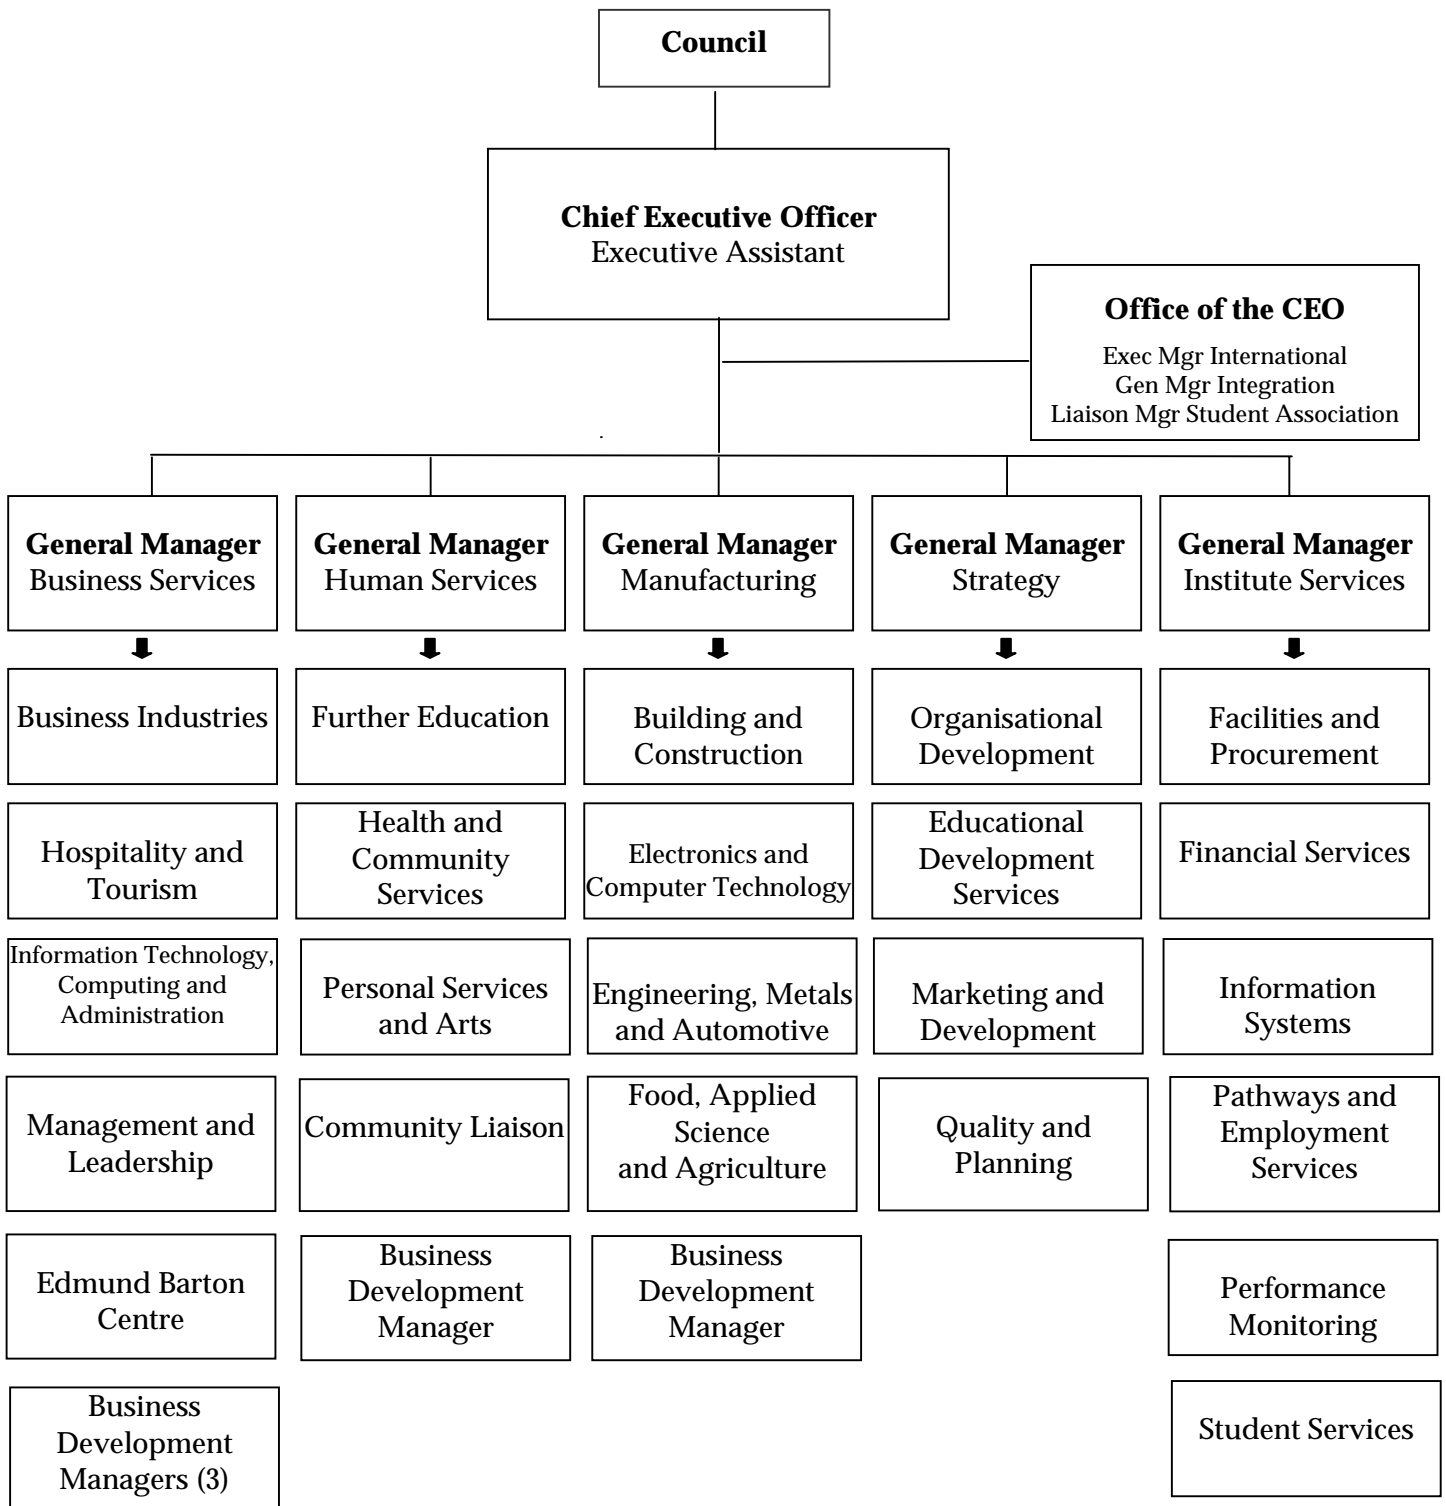 Council
Chief Executive Officer
Executive Assistant
Office of the CEO
Exec Mgr International
Gen Mgr Integration
Liaison Mgr Student Association
General Manager
Business Services
General Manager
Human Services
General Manager
Manufacturing
General Manager
Strategy
General Manager
Institute Services
Business Industries
Further Education
Building and
Construction
Organisational
Development
Facilities and
Procurement
Hospitality and
Tourism
Health and
Community
Services
Electronics and
Computer Technology
Educational
Development
Services
Financial Services
Information Technology,
Computing and
Administration
Personal Services
and Arts
Engineering, Metals
and Automotive
Marketing and
Development
Information
Systems
Management and
Leadership
Community Liaison
Food, Applied
Science
and Agriculture
Quality and
Planning
Pathways and
Employment
Services
Edmund Barton
Centre
Business
Development
Manager
Business
Development
Manager
Performance
Monitoring
Business
Development
Managers (3)
Student Services